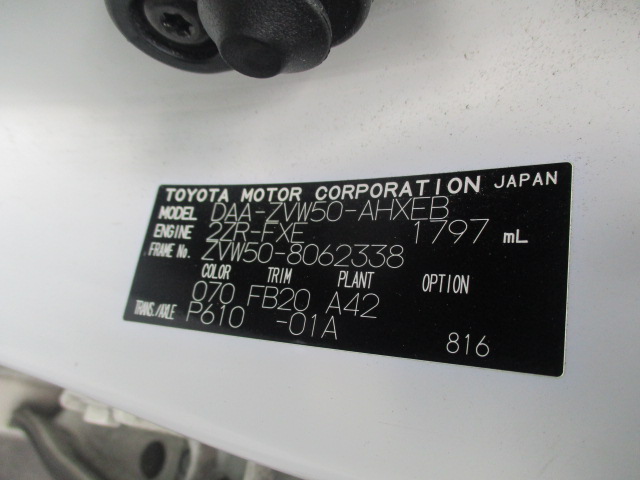 TOYOTA MOTOR CORPORATION JAPAN
MODEL DAA-ZVW50-AHXEB
ENGINE 2ZR-FXE 1797 mL
FRAME No. ZVW50-8062338
COLOR TRIM PLANT OPTION
070 FB20 A42
TRANS./AXLE P610 -01A
816